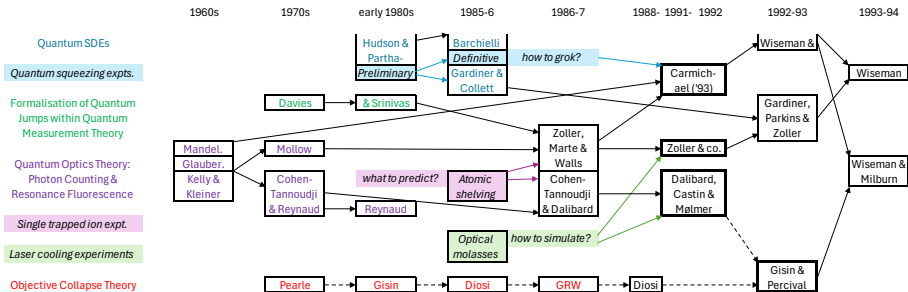 1960s
1970s
early 1980s
1985-6
1986-7
1988-
1991-
1992
1992-93
1993-94
Quantum SDEs
Hudson &
Partha-
Preliminary
Barchielli
Definitive
Gardiner &
Collett
how to grok?
Wiseman &
Quantum squeezing expts.
Carmich-
ael ('93)
Wiseman
Formalisation of Quantum
Jumps within Quantum
Measurement Theory
Davies
& Srinivas
Gardiner,
Parkins &
Zoller
Zoller,
Marte &
Walls
Cohen-
Tannoudji
& Dalibard
Zoller & co.
Mandel.
Glauber.
Kelly &
Kleiner
Mollow
Cohen-
Tannoudji
& Reynaud
Reynaud
Quantum Optics Theory:
Photon Counting &
Resonance Fluorescence
what to predict?
Atomic
shelving
Dalibard,
Castin &
Mølmer
Wiseman &
Milburn
Single trapped ion expt.
Optical
molasses
how to simulate?
Laser cooling experiments
Gisin &
Percival
Objective Collapse Theory
Pearle
Gisin
Diosi
GRW
Diosi